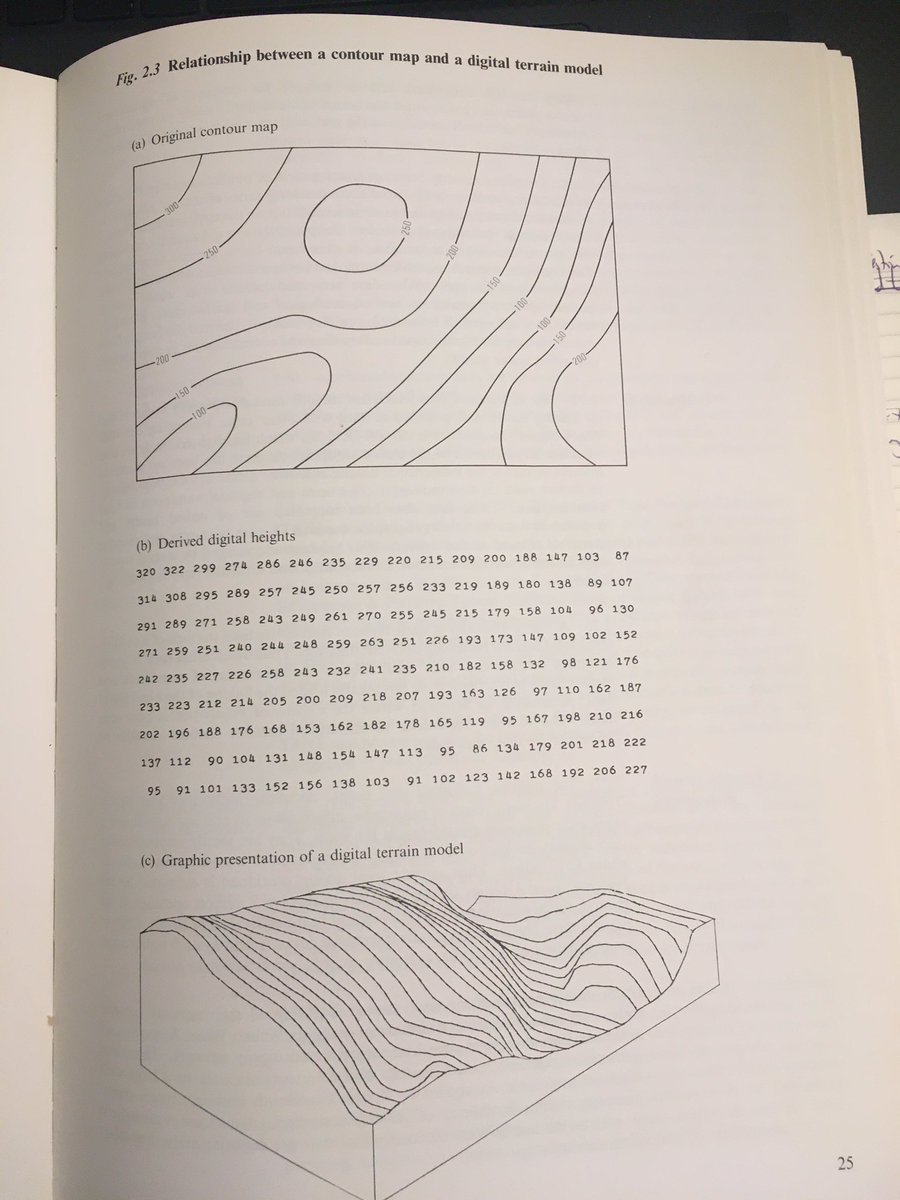 Fig. 2.3 Relationship between a contour map and a digital terrain model
(a) Original contour map
300
250
250
200
150
100
100
150
200
200
150
100
(b) Derived digital heights
320 322 299 274 286 246 235 229 220 215 209 200 188 147 103 87
314 308 295 289 257 245 250 257 256 233 219 189 180 138 89 107
291 289 271 258 243 249 261 270 255 245 215 179 158 104 96 130
271 259 251 240 244 248 259 263 251 226 193 173 147 109 102 152
242 235 227 226 258 243 232 241 235 210 182 158 132 98 121 176
233 223 212 214 205 200 209 218 207 193 163 126 97 110 162 187
202 196 188 176 168 153 162 182 178 165 119 95 167 198 210 216
137 112 90 104 131 148 154 147 113 95 86 134 179 201 218 222
95 91 101 133 152 156 138 103 91 102 123 142 168 192 206 227
(c) Graphic presentation of a digital terrain model
25